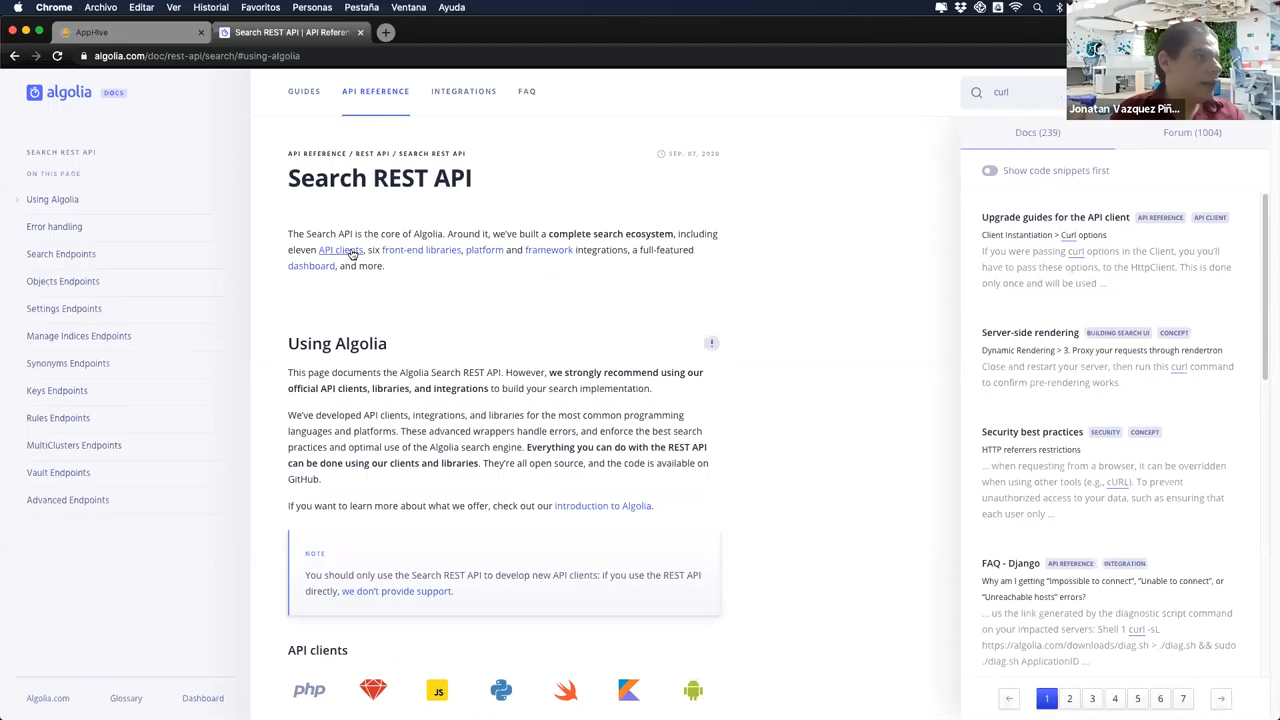 Chrome Archivo Editar Ver Historial Favoritos Personas Pestaña Ventana Ayuda
AppHive
Search REST API | API Referen
algolia.com/doc/rest-api/search/#using-algolia
algolia DOCS
GUIDES API REFERENCE INTEGRATIONS FAQ
curl
Jonatan Vazquez Piñ...
SEARCH REST API
ON THIS PAGE
Using Algolia
Error handling
Search Endpoints
Objects Endpoints
Settings Endpoints
Manage Indices Endpoints
Synonyms Endpoints
Keys Endpoints
Rules Endpoints
MultiClusters Endpoints
Vault Endpoints
Advanced Endpoints
Algolia.com Glossary Dashboard
API REFERENCE / REST API / SEARCH REST API
SEP. 07, 2020
Search REST API
The Search API is the core of Algolia. Around it, we've built a complete search ecosystem, including
eleven API clients, six front-end libraries, platform and framework integrations, a full-featured
dashboard, and more.
Using Algolia
This page documents the Algolia Search REST API. However, we strongly recommend using our
official API clients, libraries, and integrations to build your search implementation.
We've developed API clients, integrations, and libraries for the most common programming
languages and platforms. These advanced wrappers handle errors, and enforce the best search
practices and optimal use of the Algolia search engine. Everything you can do with the REST API
can be done using our clients and libraries. They're all open source, and the code is available on
GitHub.
If you want to learn more about what we offer, check out our introduction to Algolia.
NOTE
You should only use the Search REST API to develop new API clients: if you use the REST API
directly, we don't provide support.
API clients
php
JS
Docs (239) Forum (1004)
Show code snippets first
Upgrade guides for the API client API REFERENCE API CLIENT
Client Instantiation > Curl options
If you were passing curl options in the Client, you you'll
have to pass these options, to the HttpClient. This is done
only once and will be used ...
Server-side rendering BUILDING SEARCH UI CONCEPT
Dynamic Rendering > 3. Proxy your requests through rendertron
Close and restart your server, then run this curl command
to confirm pre-rendering works.
Security best practices SECURITY CONCEPT
HTTP referrers restrictions
... when requesting from a browser, it can be overridden
when using other tools (e.g., cURL). To prevent
unauthorized access to your data, such as ensuring that
each user only ...
FAQ - Django API REFERENCE INTEGRATION
Why am I getting "Impossible to connect", "Unable to connect", or
"Unreachable hosts" errors?
... us the link generated by the diagnostic script command
on your impacted servers: Shell 1 curl -sL
https://algolia.com/downloads/diag.sh > ./diag.sh && sudo
./diag.sh ApplicationID ...
1 2 3 4 5 6 7